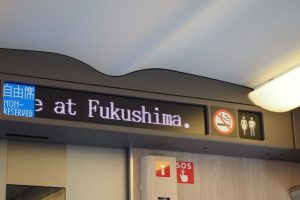 自由席
NON-
RESERVED
e at Fukushima.
SOS